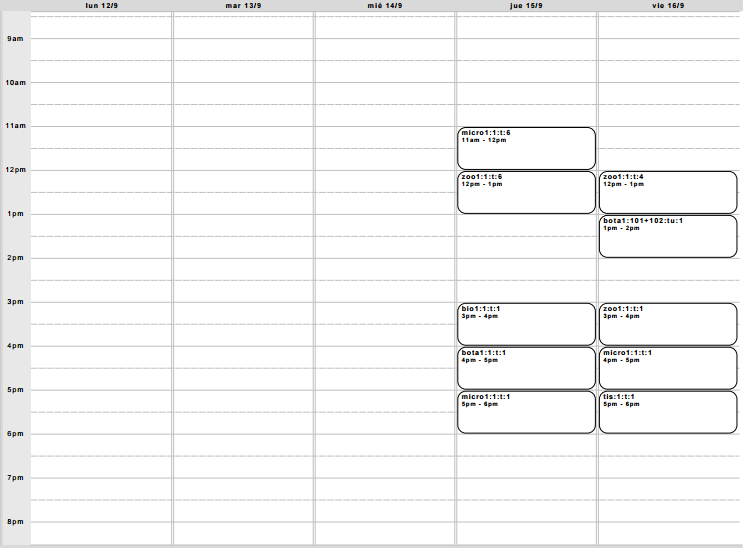 lun 12/9
mar 13/9
mié 14/9
jue 15/9
vie 16/9
9am
10am
11am
micro1:1:t:6
11am - 12pm
12pm
zoo1:1:t:6
12pm - 1pm
zoo1:1:t:4
12pm - 1pm
1pm
bota1:101+102:tu:1
1pm - 2pm
2pm
3pm
bio1:1:t:1
3pm - 4pm
zoo1:1:t:1
3pm - 4pm
4pm
bota1:1:t:1
4pm - 5pm
micro1:1:t:1
4pm - 5pm
5pm
micro1:1:t:1
5pm - 6pm
tis:1:t:1
5pm - 6pm
6pm
7pm
8pm